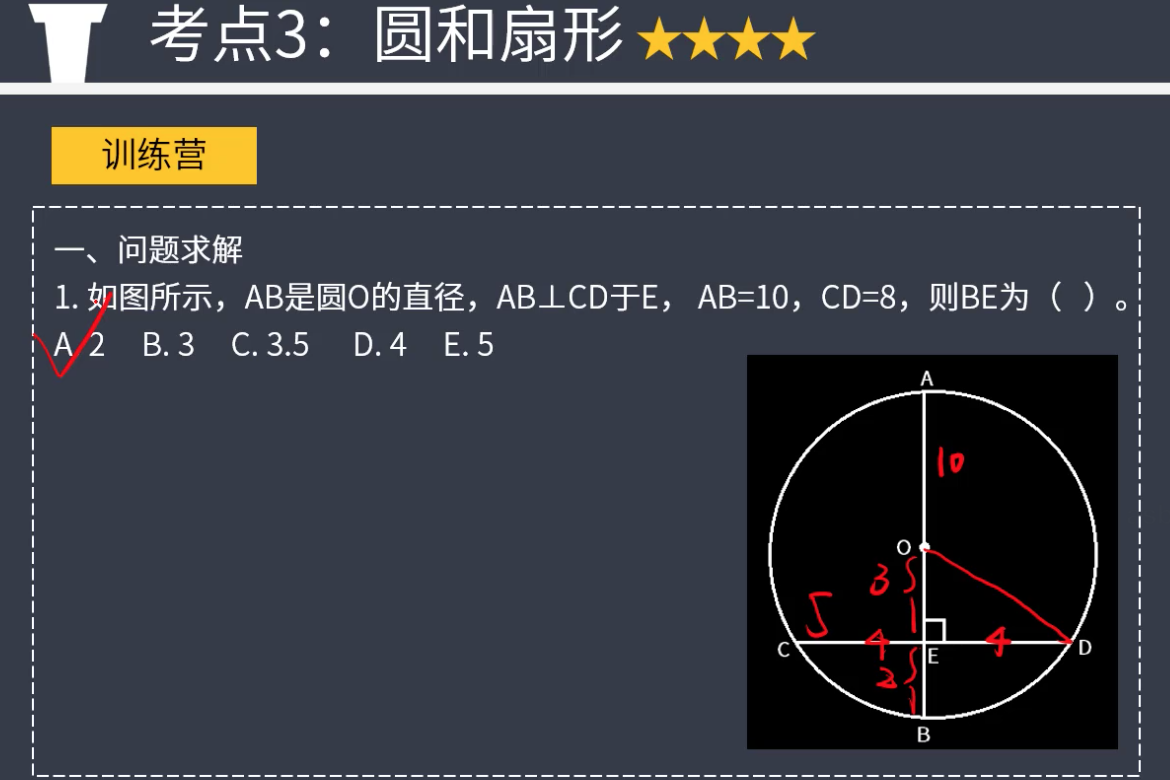 考点3：圆和扇形
训练营
一、问题求解
1. 如图所示，AB是圆O的直径，AB⊥CD于E， AB=10，CD=8，则BE为（ ）。
A. 2 B. 3 C. 3.5 D. 4 E. 5
A
10
O
3
5
4
4
C
E
D
2
B